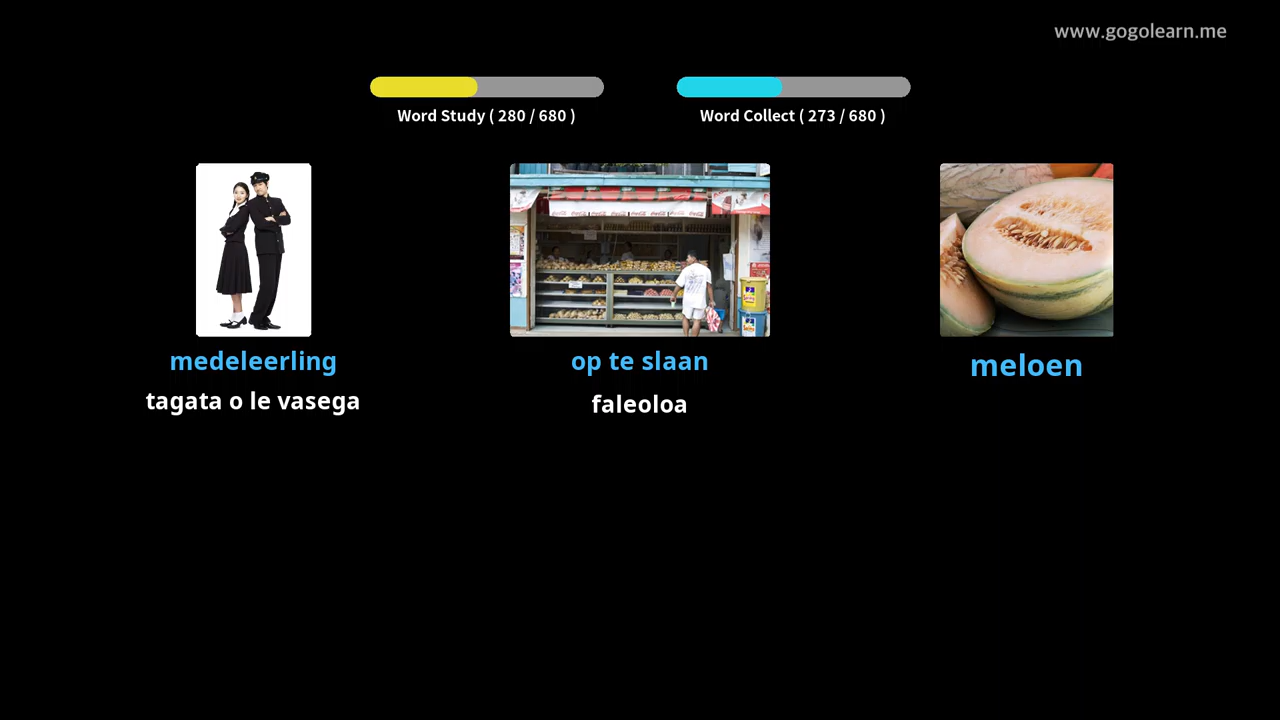 www.gogolearn.me
Word Study ( 280 / 680 )
Word Collect ( 273 / 680 )
medeleerling
op te slaan
meloen
tagata o le vasega
faleoloa